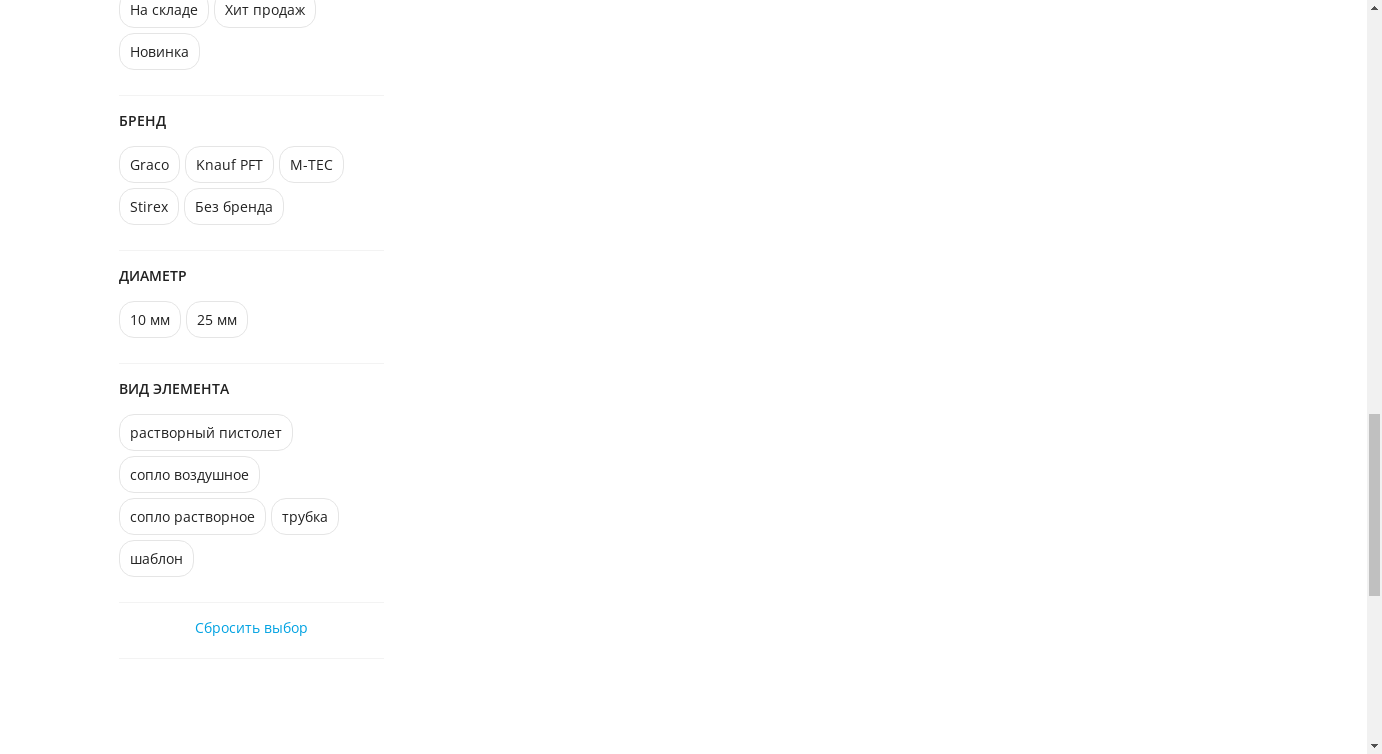 На складе Хит продаж
Новинка
БРЕНД
Graco Knauf PFT M-TEC
Stirex Без бренда
ДИАМЕТР
10 мм 25 мм
ВИД ЭЛЕМЕНТА
растворный пистолет
сопло воздушное
сопло растворное трубка
шаблон
Сбросить выбор